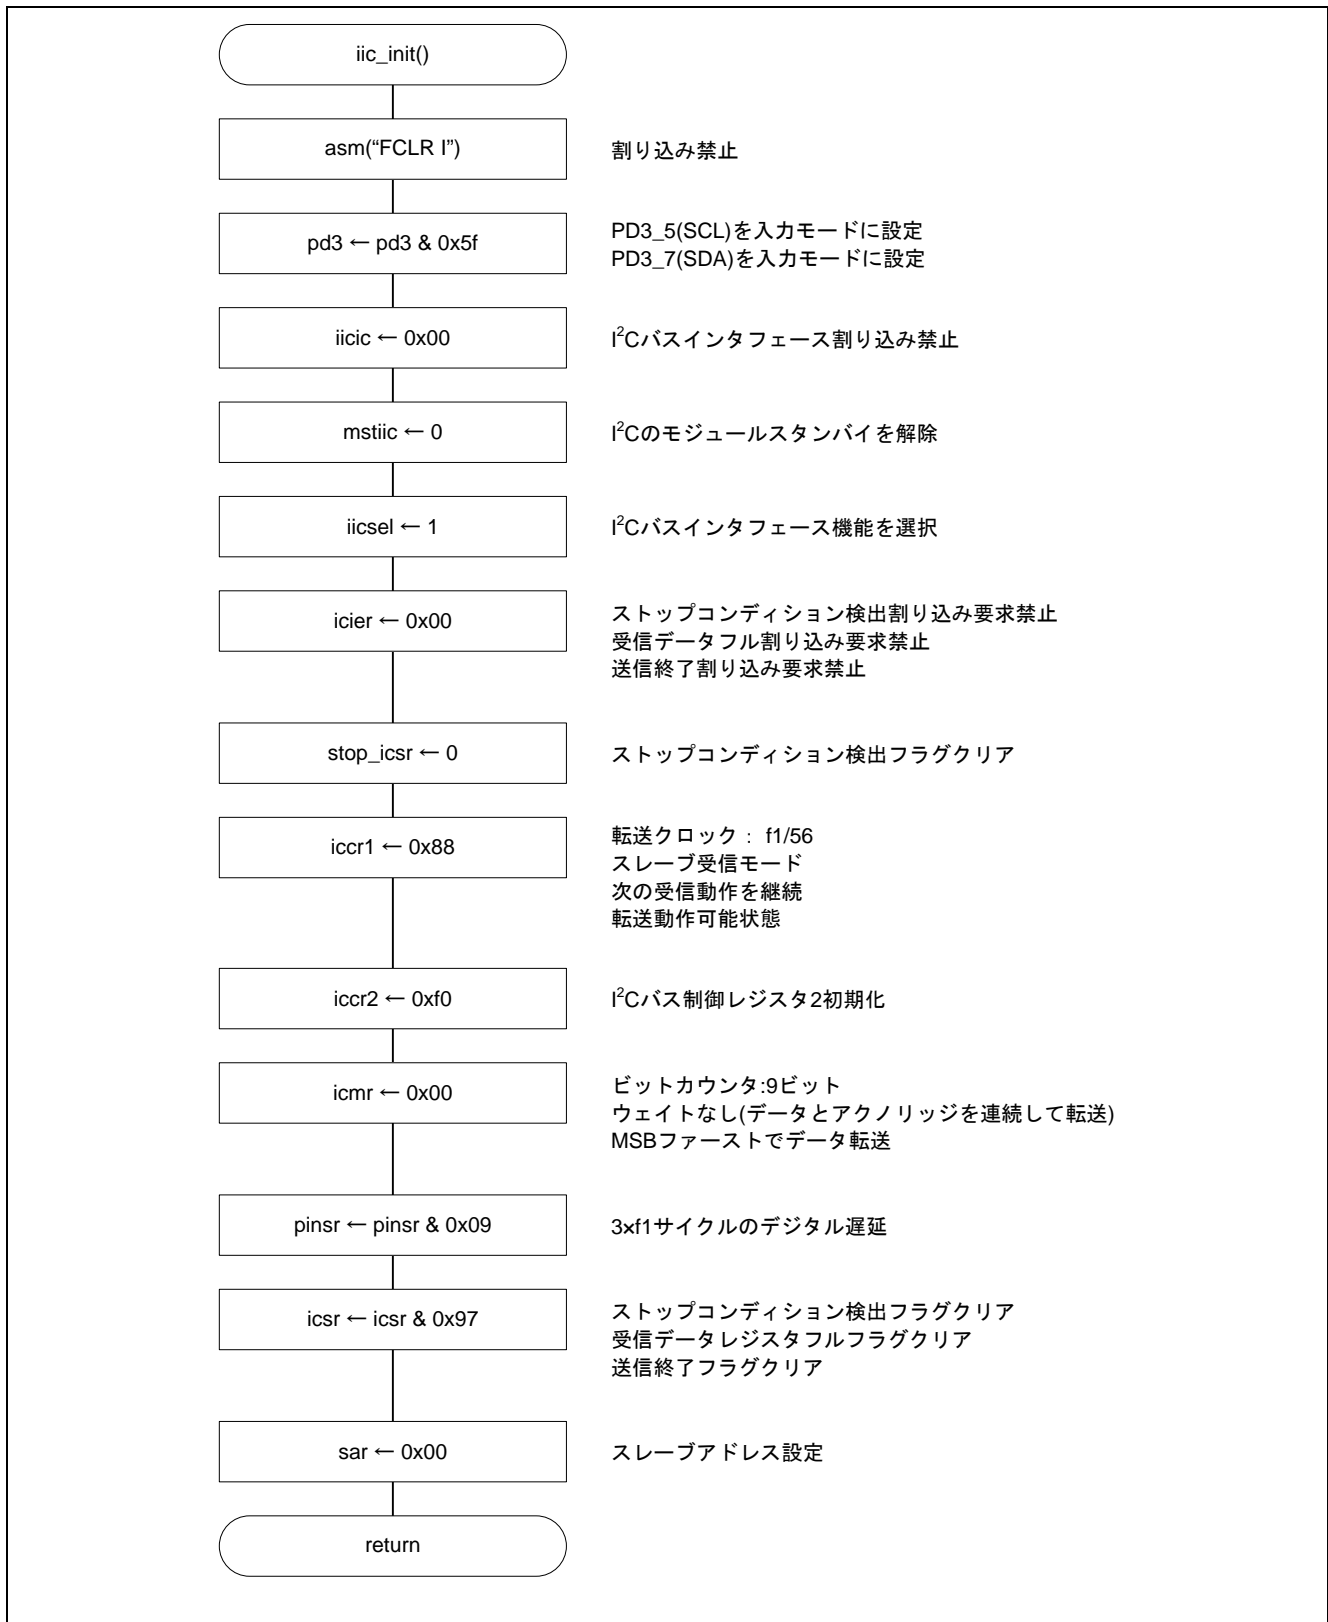 iic_init()
asm(“FCLR I”)
割り込み禁止
pd3 ← pd3 & 0x5f
PD3_5(SCL)を入力モードに設定
PD3_7(SDA)を入力モードに設定
iicic ← 0x00
I²Cバスインタフェース割り込み禁止
mstiic ← 0
I²Cのモジュールスタンバイを解除
iicsel ← 1
I²Cバスインタフェース機能を選択
icier ← 0x00
ストップコンディション検出割り込み要求禁止
受信データフル割り込み要求禁止
送信終了割り込み要求禁止
stop_icsr ← 0
ストップコンディション検出フラグクリア
iccr1 ← 0x88
転送クロック： f1/56
スレーブ受信モード
次の受信動作を継続
転送動作可能状態
iccr2 ← 0xf0
I²Cバス制御レジスタ2初期化
icmr ← 0x00
ビットカウンタ:9ビット
ウェイトなし(データとアクノリッジを連続して転送)
MSBファーストでデータ転送
pinsr ← pinsr & 0x09
3×f1サイクルのデジタル遅延
icsr ← icsr & 0x97
ストップコンディション検出フラグクリア
受信データレジスタフルフラグクリア
送信終了フラグクリア
sar ← 0x00
スレーブアドレス設定
return